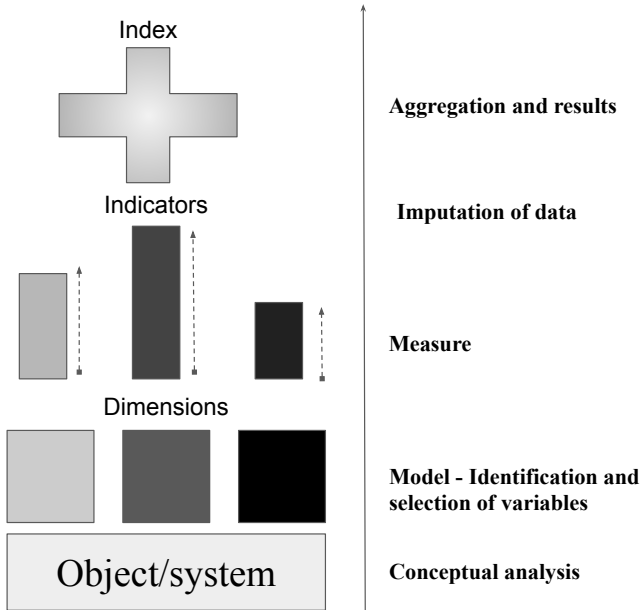 Index
Aggregation and results
Indicators
Imputation of data
Measure
Dimensions
Model - Identification and
selection of variables
Object/system
Conceptual analysis